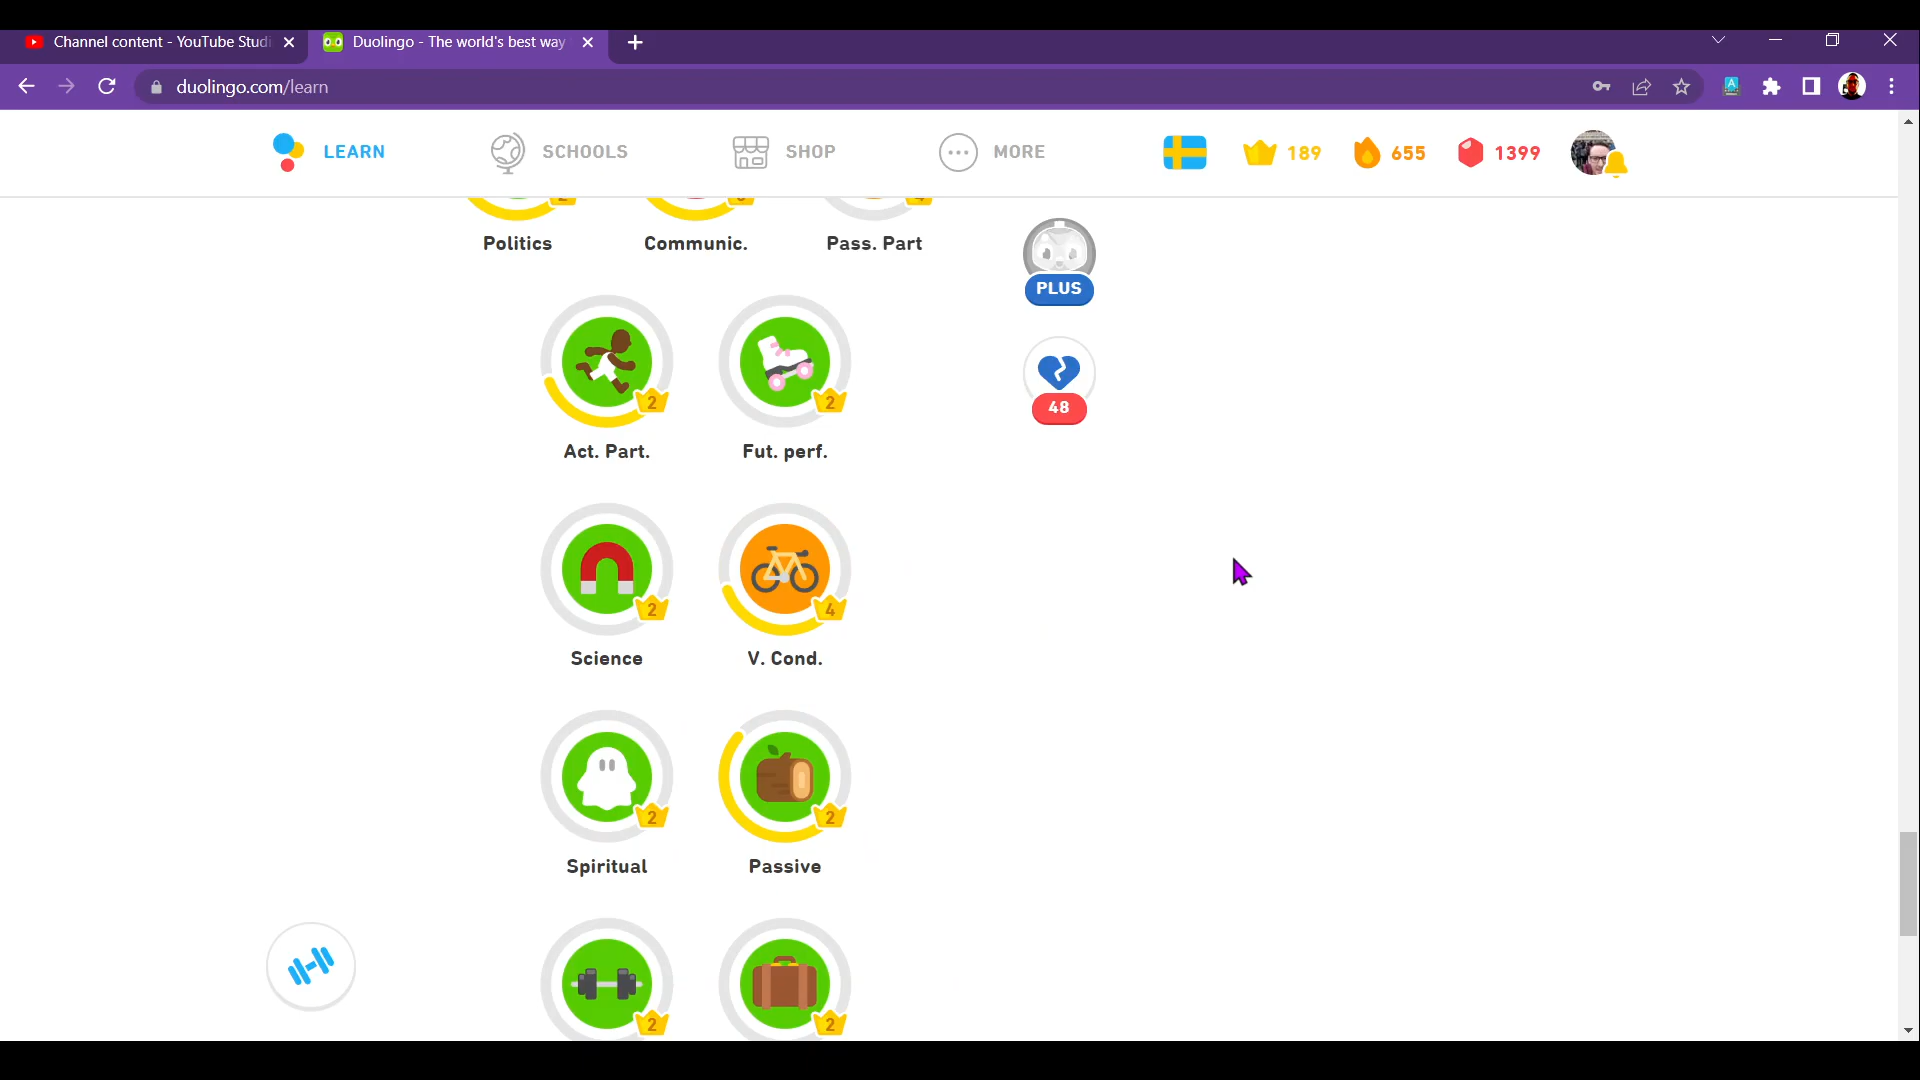 Channel content - YouTube Studi
Duolingo - The world's best way
duolingo.com/learn
LEARN
SCHOOLS
SHOP
MORE
189
655
1399
Politics
Communic.
Pass. Part
PLUS
2
2
Act. Part.
Fut. perf.
48
2
4
Science
V. Cond.
2
2
Spiritual
Passive
2
2